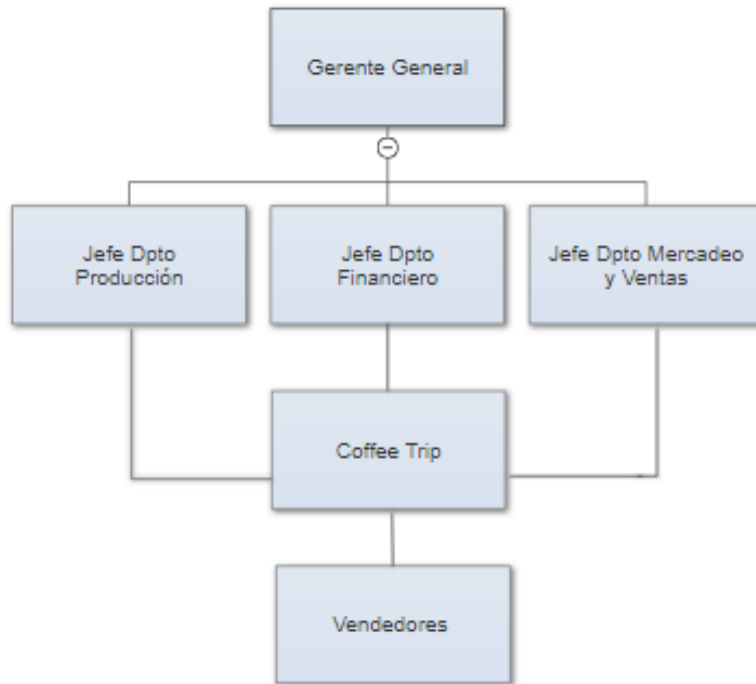 Gerente General
Jefe Dpto
Producción
Jefe Dpto
Financiero
Jefe Dpto Mercadeo
y Ventas
Coffee Trip
Vendedores